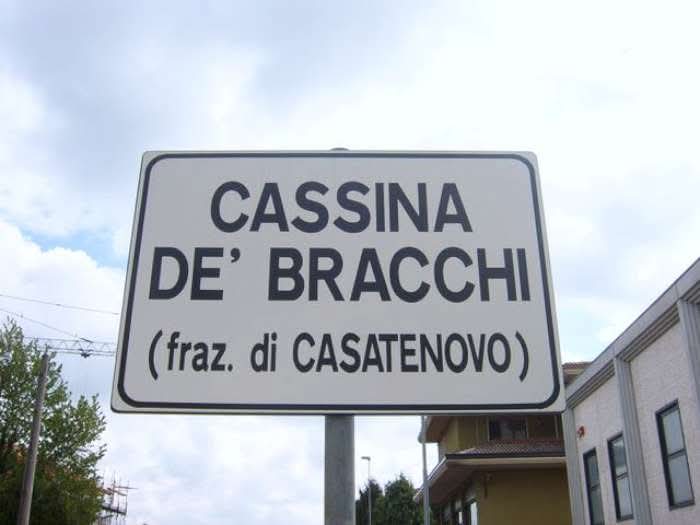 CASSINA
DE' BRACCHI
(fraz. di CASATENOVO)